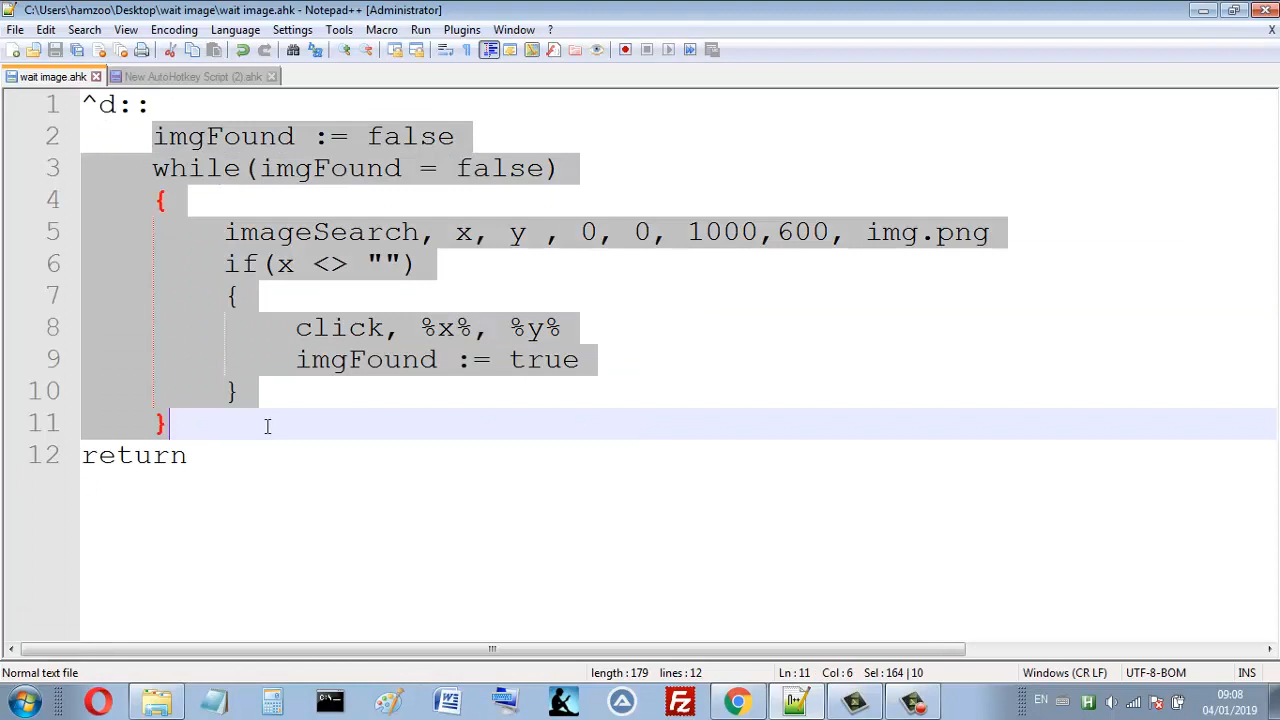 C:\Users\hamzoo\Desktop\wait image\wait image.ahk - Notepad++ [Administrator]
File Edit Search View Encoding Language Settings Tools Macro Run Plugins Window ? X
wait image.ahk New AutoHotkey Script (2).ahk
1 ^d::
2 imgFound := false
3 while(imgFound = false)
4 {
5 imageSearch, x, y , 0, 0, 1000,600, img.png
6 if(x <> "")
7 {
8 click, %x%, %y%
9 imgFound := true
10 }
11 }
12 return
Normal text file length : 179 lines : 12 Ln : 11 Col : 6 Sel : 164 | 10 Windows (CR LF) UTF-8-BOM INS
EN 09:08
04/01/2019